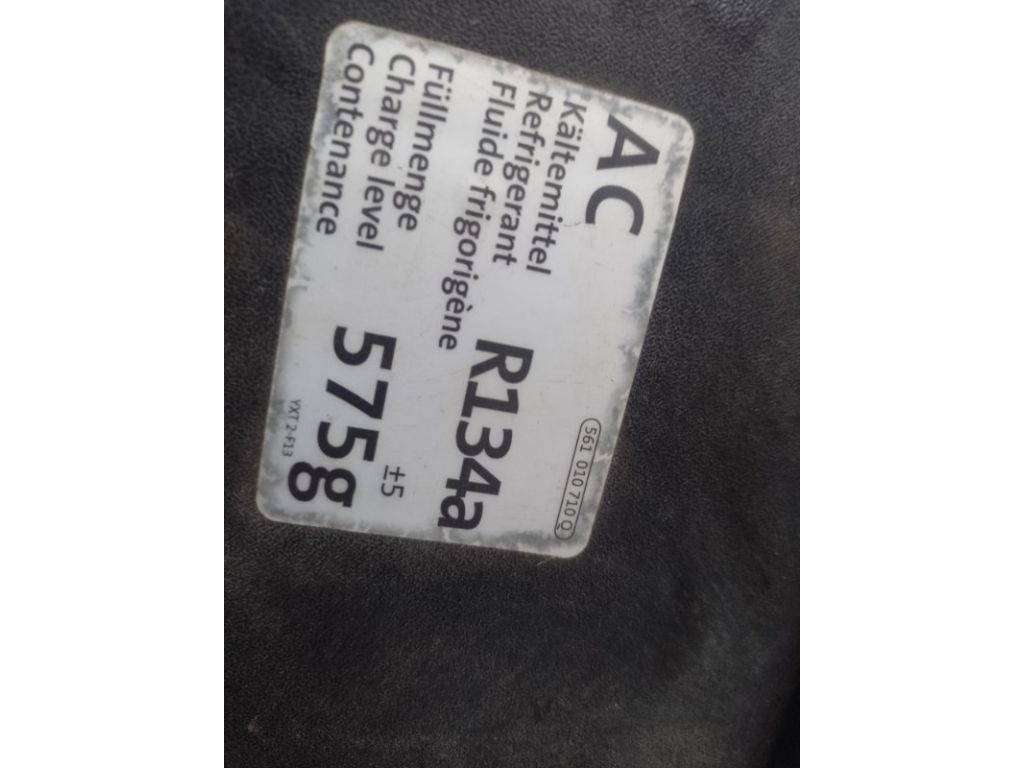 AC
561 010 710 Q
Kältemittel
Refrigerant
Fluide frigorigène
R134a
Füllmenge
Charge level
Contenance
575g
±5
YXT 2-F13